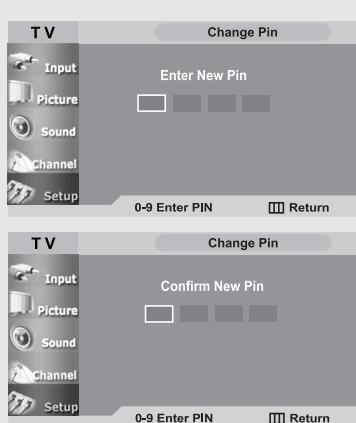 TV
Change Pin
Input
Enter New Pin
Picture
Sound
Channel
Setup
0-9 Enter PIN
Return
TV
Change Pin
Input
Confirm New Pin
Picture
Sound
Channel
Setup
0-9 Enter PIN
Return